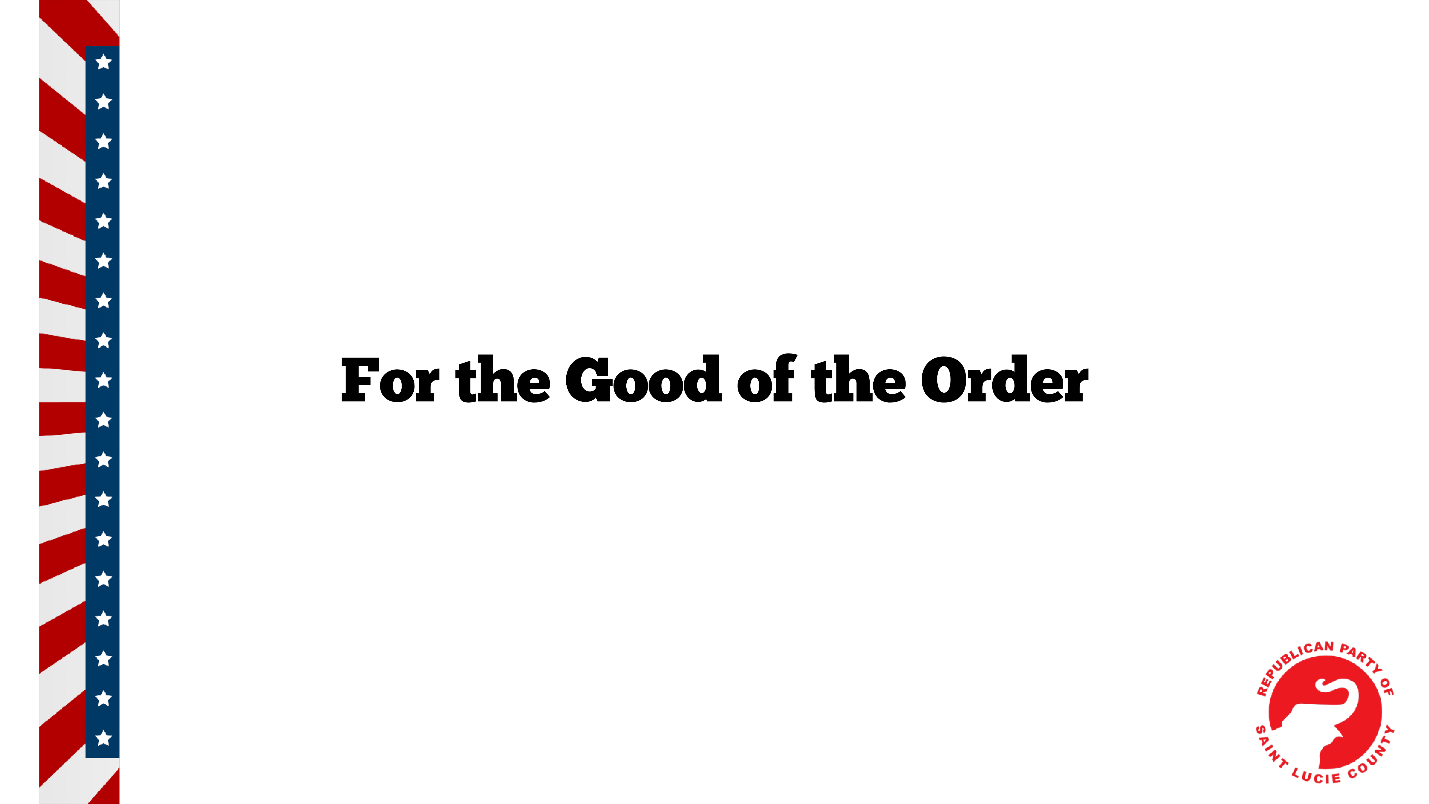 For the Good of the Order
REPUBLICAN PARTY OF
SAINT LUCIE COUNTY